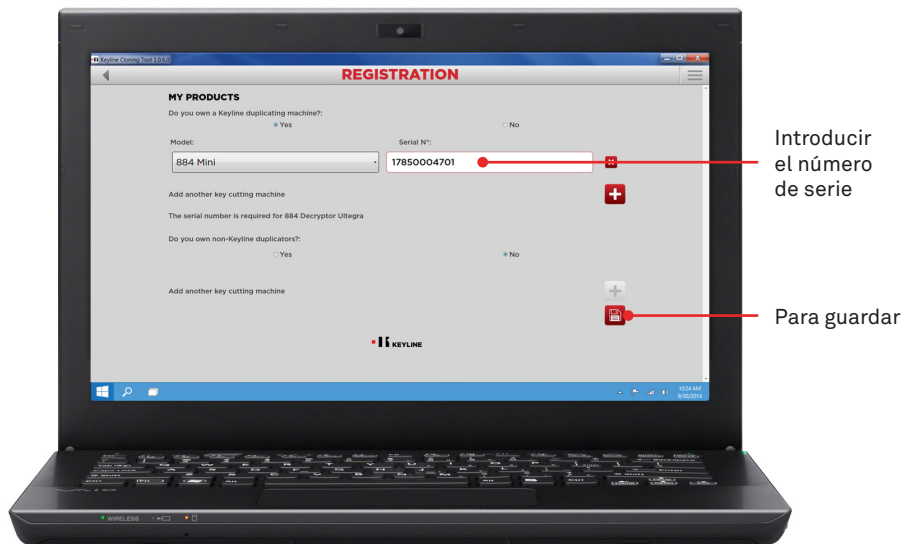 Keyline Cloning Tool 1.0.6.0
REGISTRATION
MY PRODUCTS
Do you own a Keyline duplicating machine?:
Yes
No
Model:
Serial N°:
884 Mini
17850004701
Introducir
el número
de serie
Add another key cutting machine
The serial number is required for 884 Decryptor Ultegra
Do you own non-Keyline duplicators?:
Yes
No
Add another key cutting machine
Para guardar
KEYLINE
10:24 AM
9/30/2014
WIRELESS